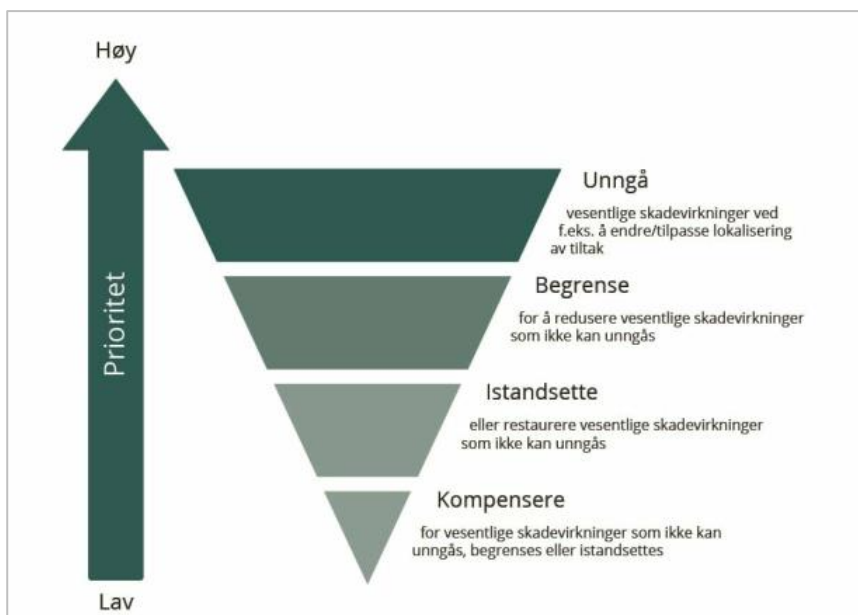 Høy
Prioritet
Unngå
vesentlige skadevirkninger ved
f.eks. å endre/tilpasse lokalisering
av tiltak
Begrense
for å redusere vesentlige skadevirkninger
som ikke kan unngås
Istandsette
eller restaurere vesentlige skadevirkninger
som ikke kan unngås
Kompensere
for vesentlige skadevirkninger som ikke kan
unngås, begrenses eller istandsettes
Lav